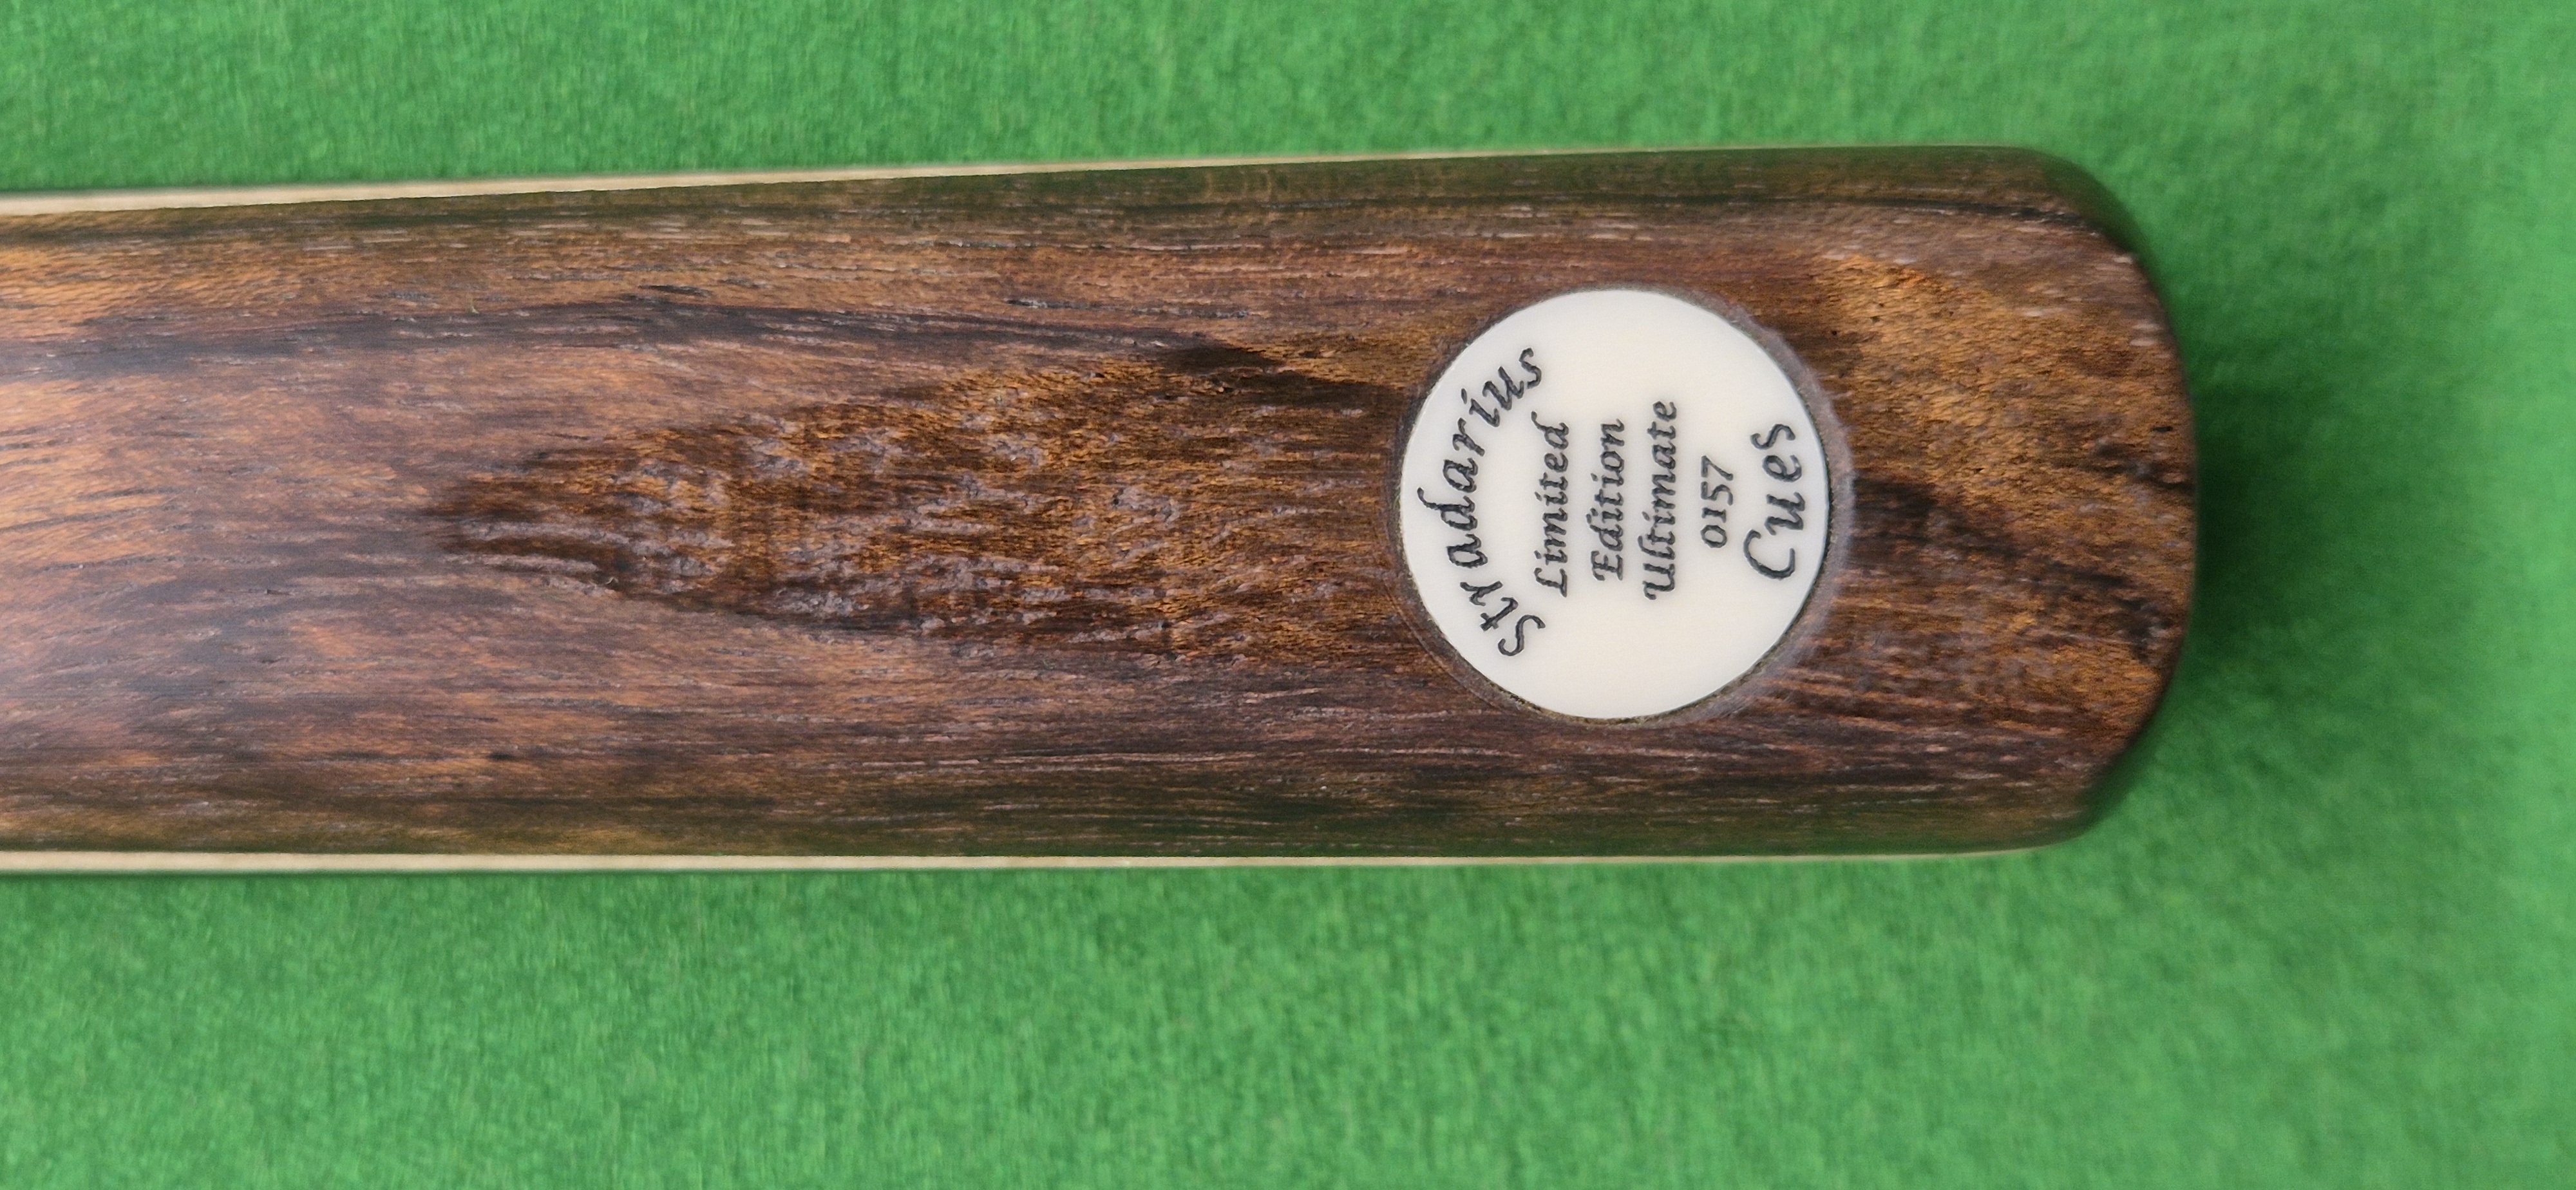 Stradarius
Limited
Edition
Ultimate
0157
Cues